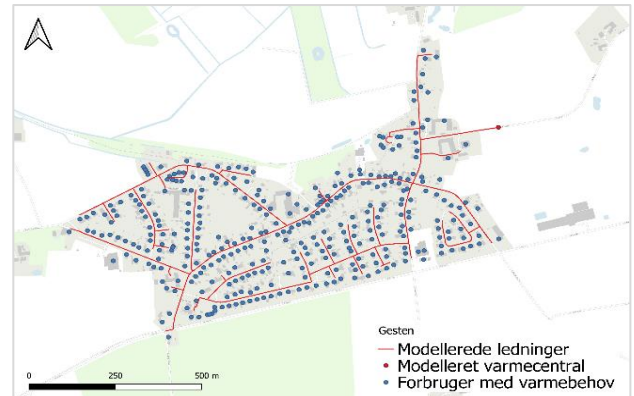 Gesten
Modellerede ledninger
Modelleret varmecentral
Forbruger med varmebehov
0 250 500 m